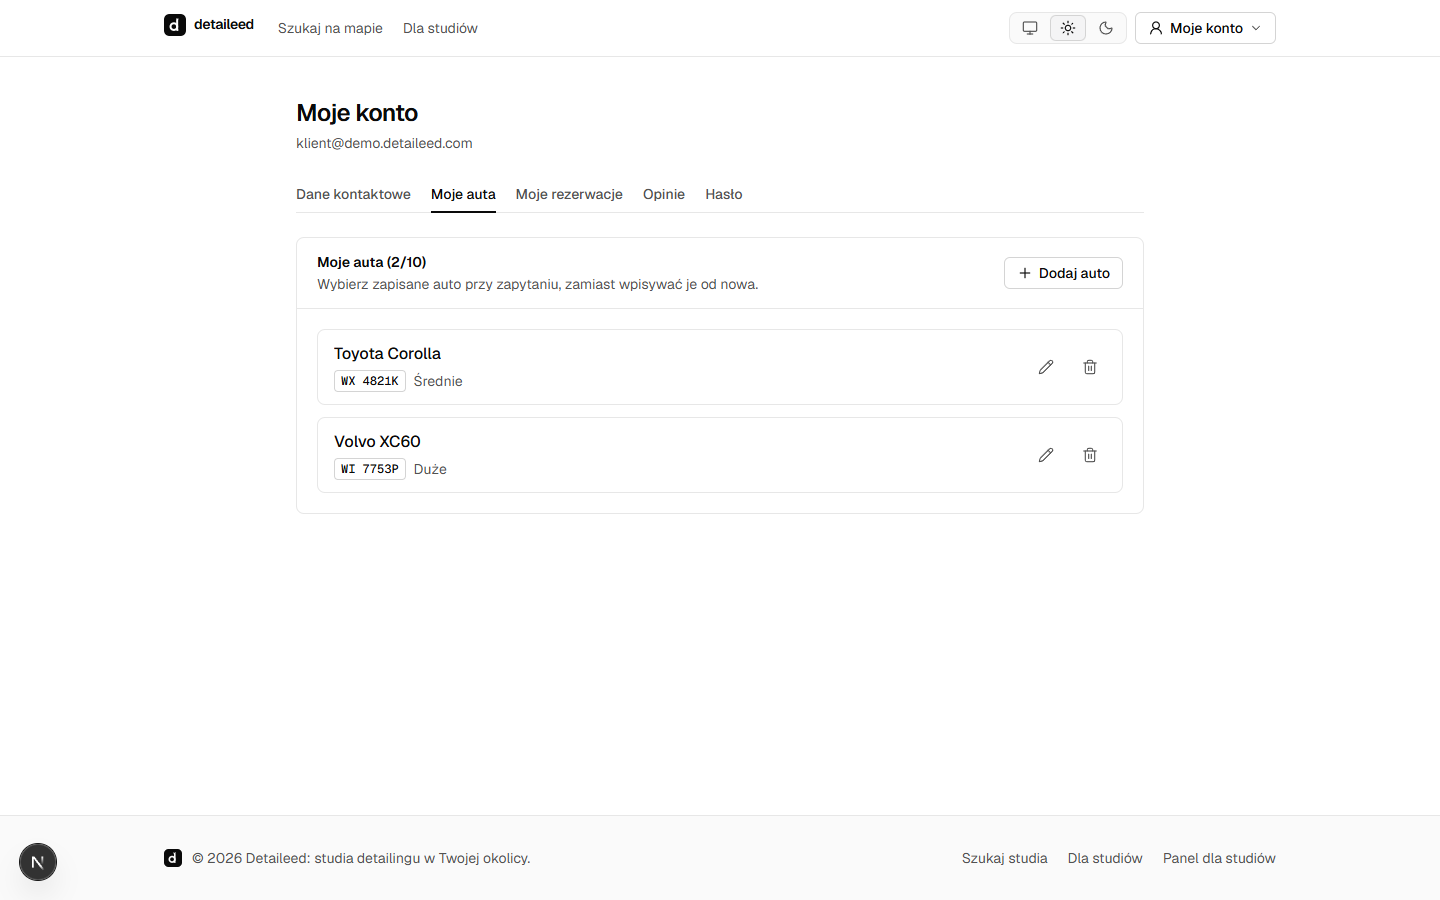 d detaileed Szukaj na mapie Dla studiów Moje konto
Moje konto
klient@demo.detaileed.com
Dane kontaktowe Moje auta Moje rezerwacje Opinie Hasło
Moje auta (2/10)
Wybierz zapisane auto przy zapytaniu, zamiast wpisywać je od nowa.
Dodaj auto
Toyota Corolla
WX 4821K Średnie
Volvo XC60
WI 7753P Duże
N
d © 2026 Detaileed: studia detailingu w Twojej okolicy. Szukaj studia Dla studiów Panel dla studiów